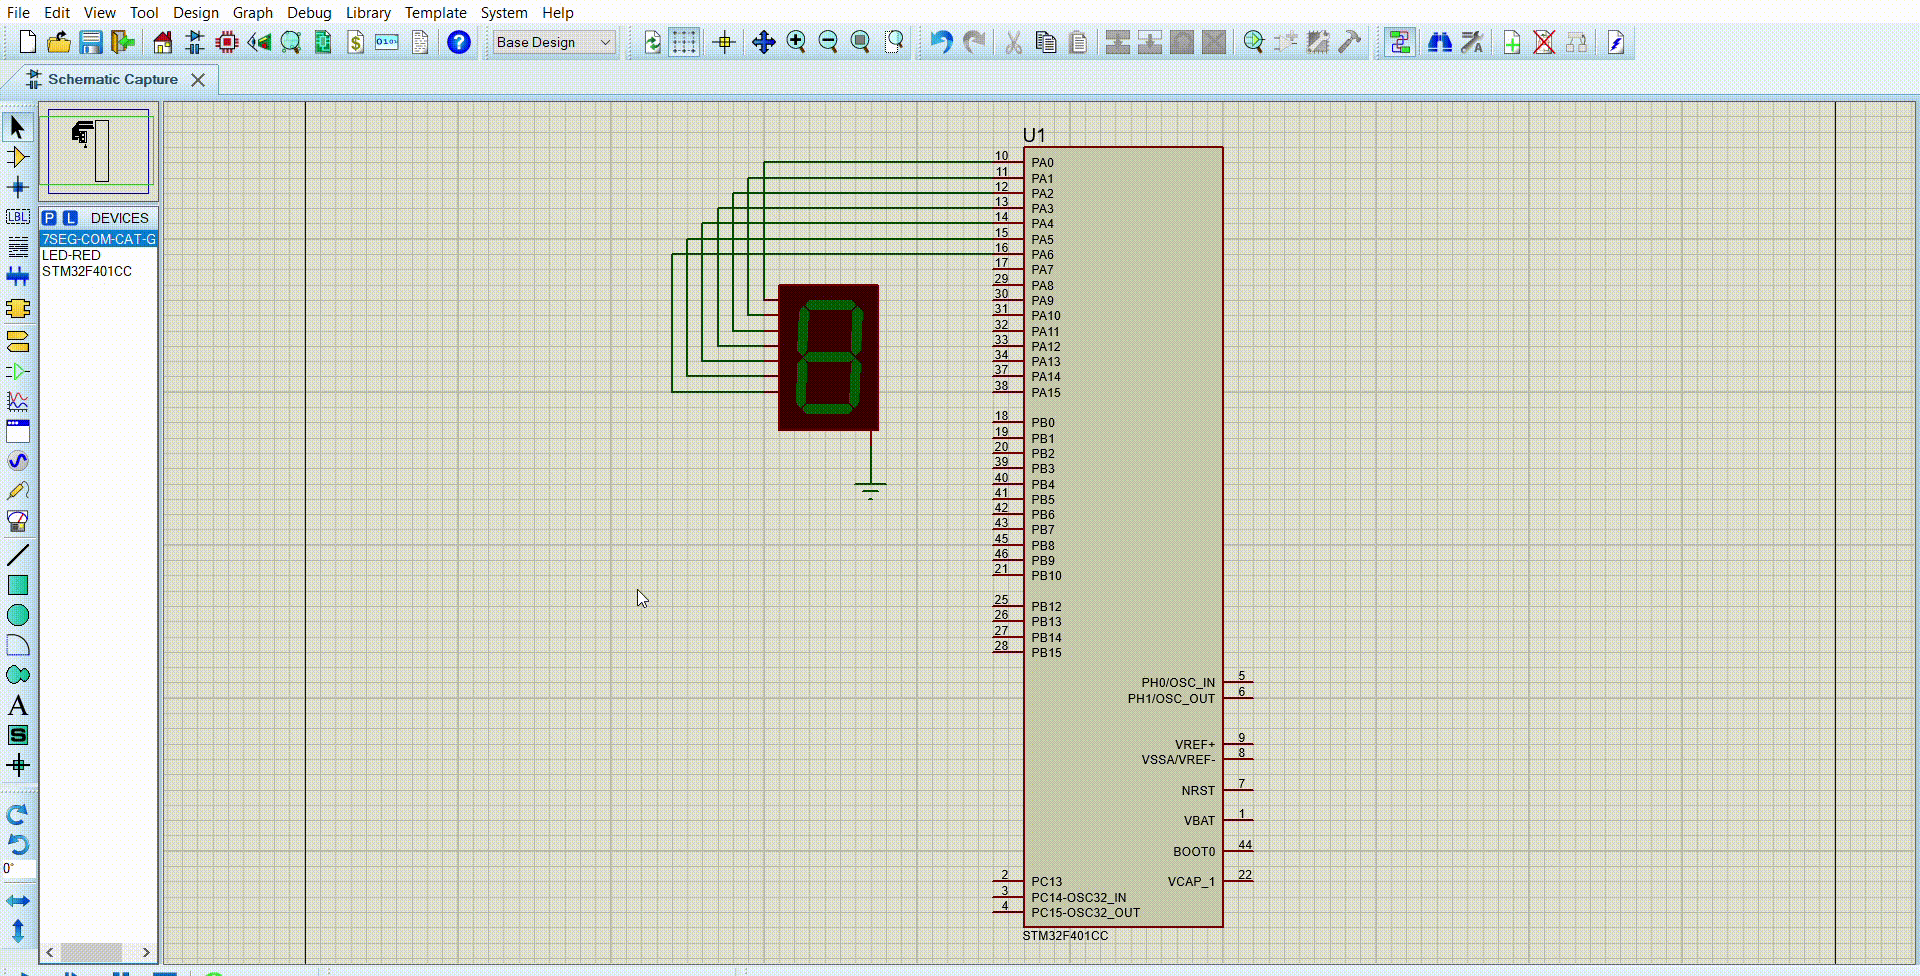 File Edit View Tool Design Graph Debug Library Template System Help
Base Design
Schematic Capture
P L DEVICES
7SEG-COM-CAT-G
LED-RED
STM32F401CC
LBL
A
S
0°
U1
10 PA0
11 PA1
12 PA2
13 PA3
14 PA4
15 PA5
16 PA6
17 PA7
29 PA8
30 PA9
31 PA10
32 PA11
33 PA12
34 PA13
37 PA14
38 PA15
18 PB0
19 PB1
20 PB2
39 PB3
40 PB4
41 PB5
42 PB6
43 PB7
45 PB8
46 PB9
21 PB10
25 PB12
26 PB13
27 PB14
28 PB15
PH0/OSC_IN 5
PH1/OSC_OUT 6
VREF+ 9
VSSA/VREF- 8
NRST 7
VBAT 1
BOOT0 44
2 PC13 VCAP_1 22
3 PC14-OSC32_IN
4 PC15-OSC32_OUT
STM32F401CC